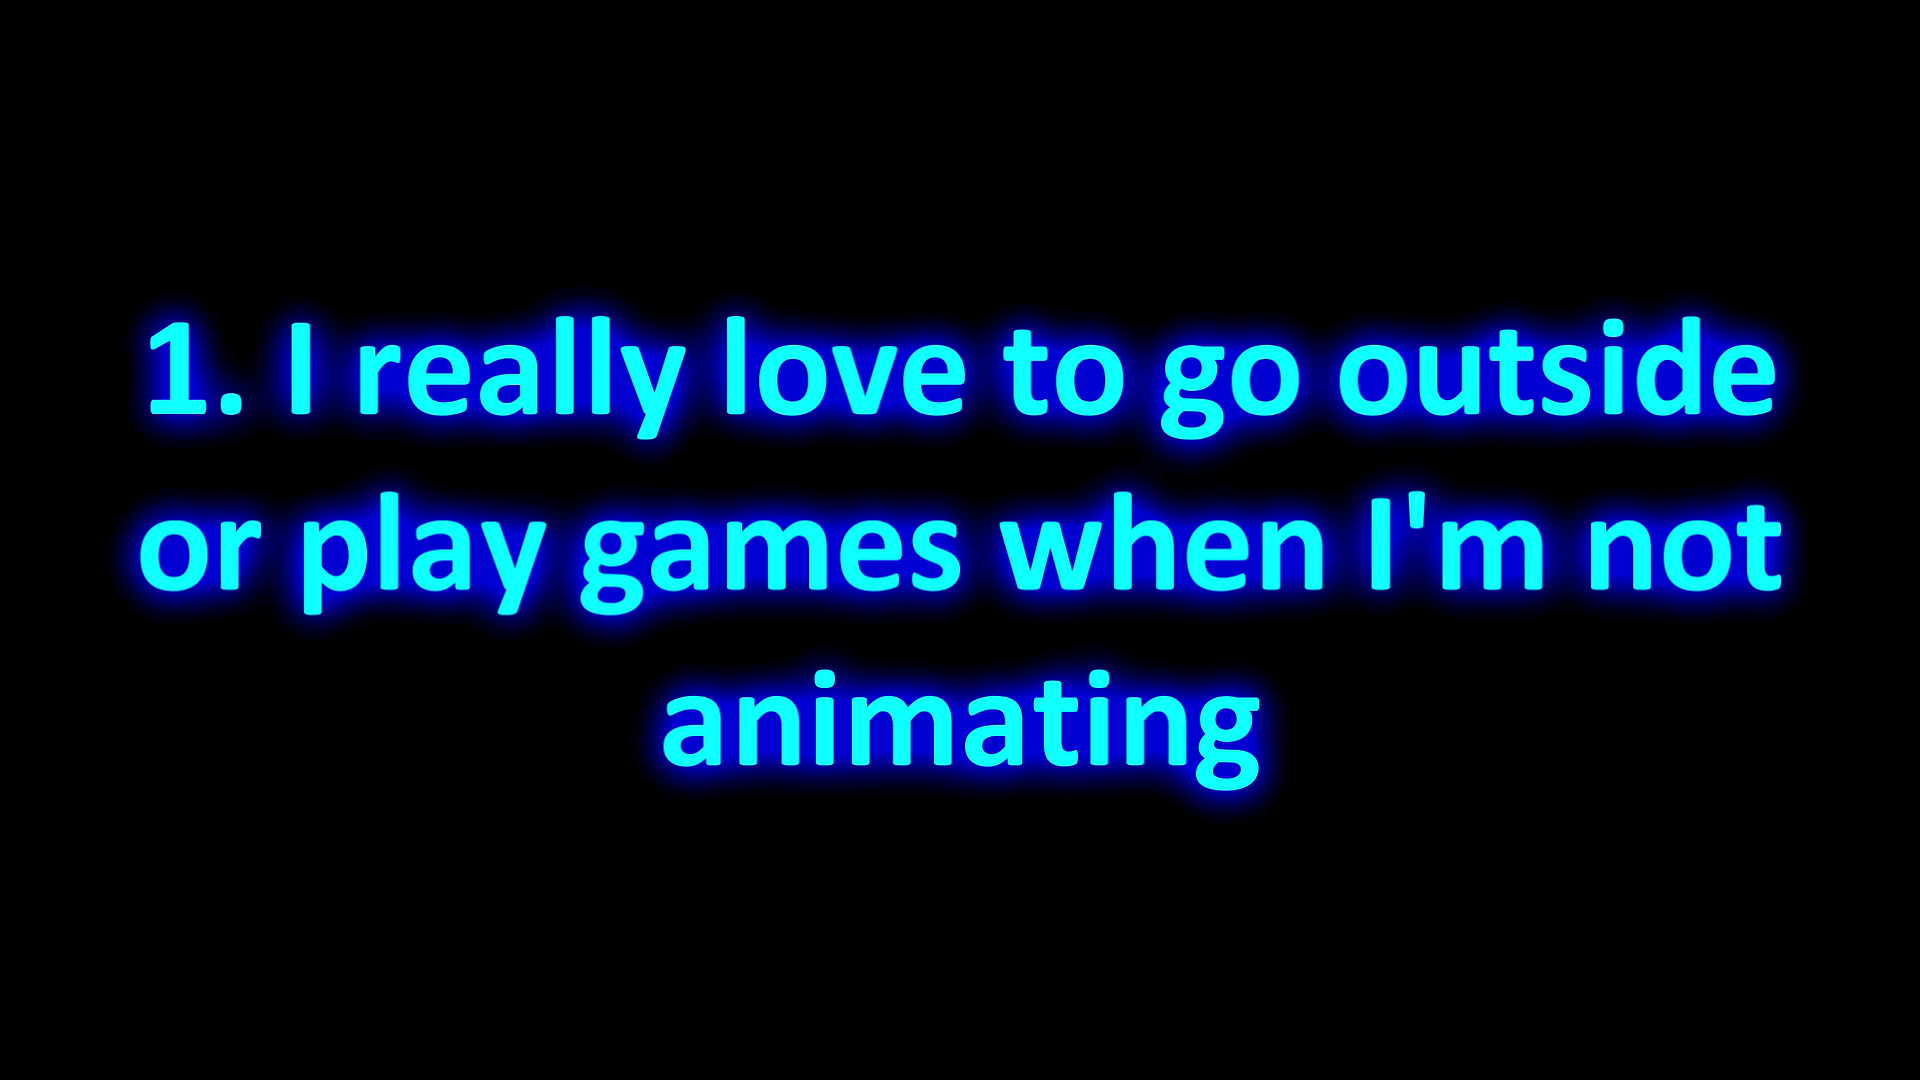 1. I really love to go outside
or play games when I'm not
animating